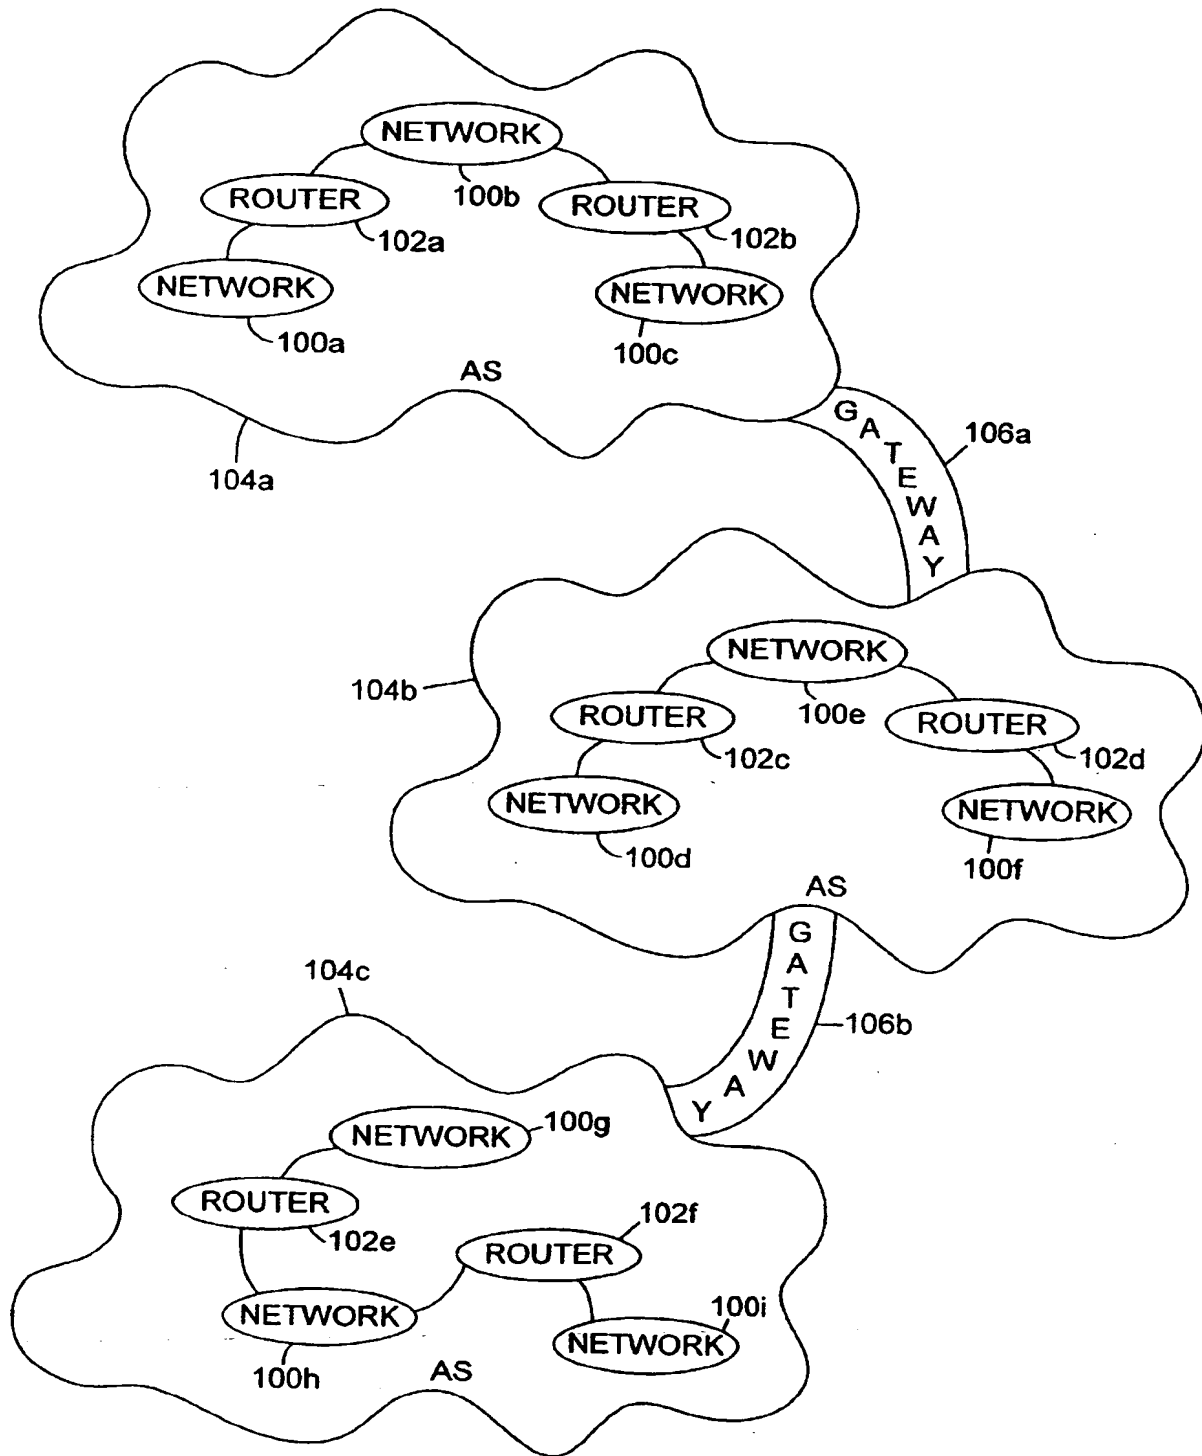 NETWORK
100b
ROUTER
102a
ROUTER
102b
NETWORK
100a
NETWORK
100c
AS
104a
GATEWAY
106a
104b
NETWORK
100e
ROUTER
102c
ROUTER
102d
NETWORK
100d
NETWORK
100f
AS
GATEWAY
106b
104c
NETWORK
100g
ROUTER
102e
ROUTER
102f
NETWORK
100h
NETWORK
100i
AS